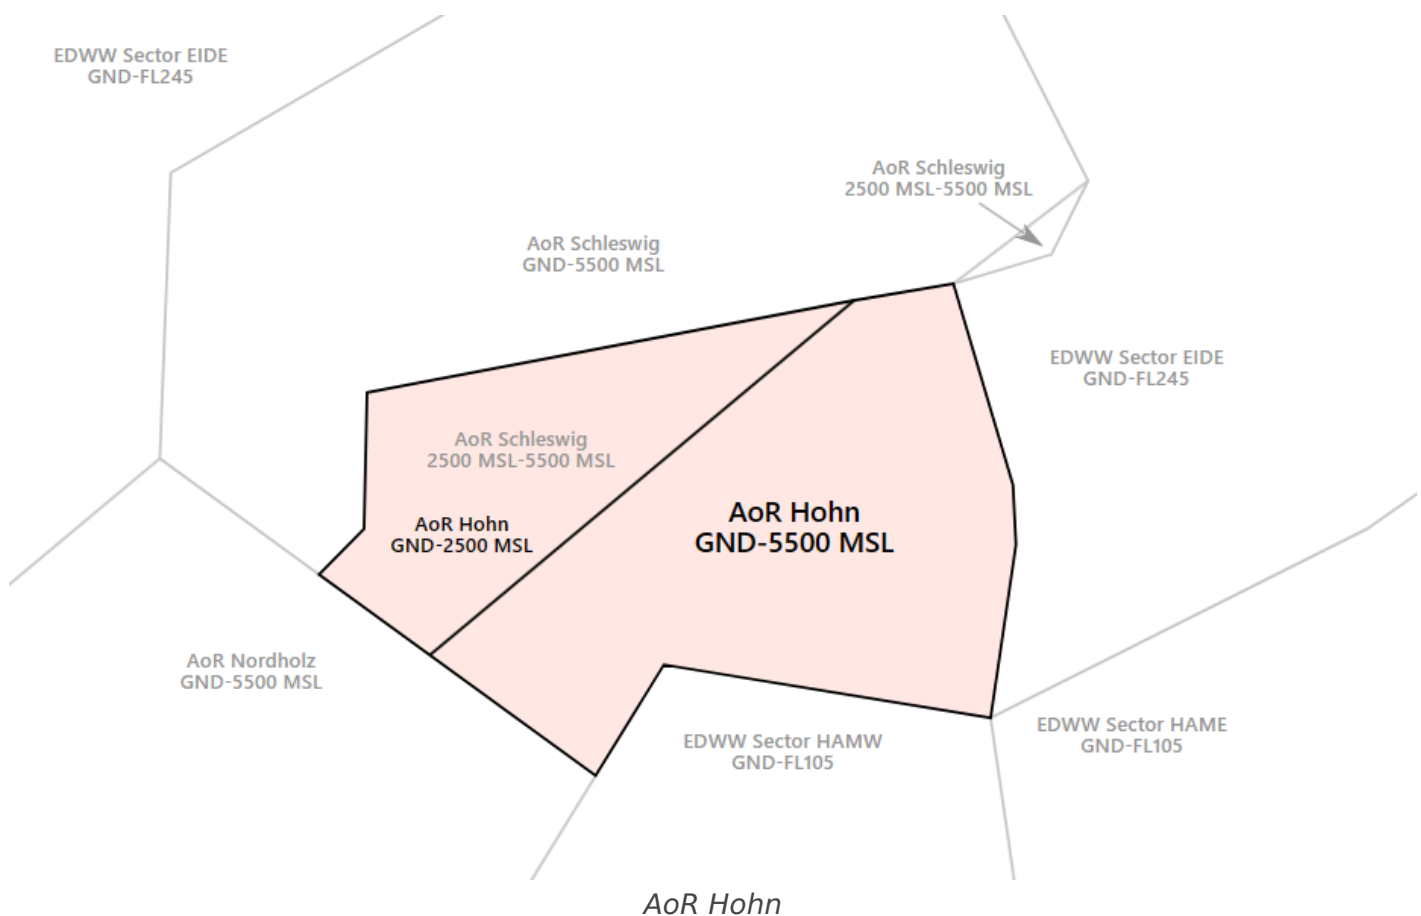 EDWW Sector EIDE
GND-FL245
AoR Schleswig
2500 MSL-5500 MSL
AoR Schleswig
GND-5500 MSL
EDWW Sector EIDE
GND-FL245
AoR Schleswig
2500 MSL-5500 MSL
AoR Hohn
GND-2500 MSL
AoR Hohn
GND-5500 MSL
AoR Nordholz
GND-5500 MSL
EDWW Sector HAMW
GND-FL105
EDWW Sector HAME
GND-FL105
AoR Hohn